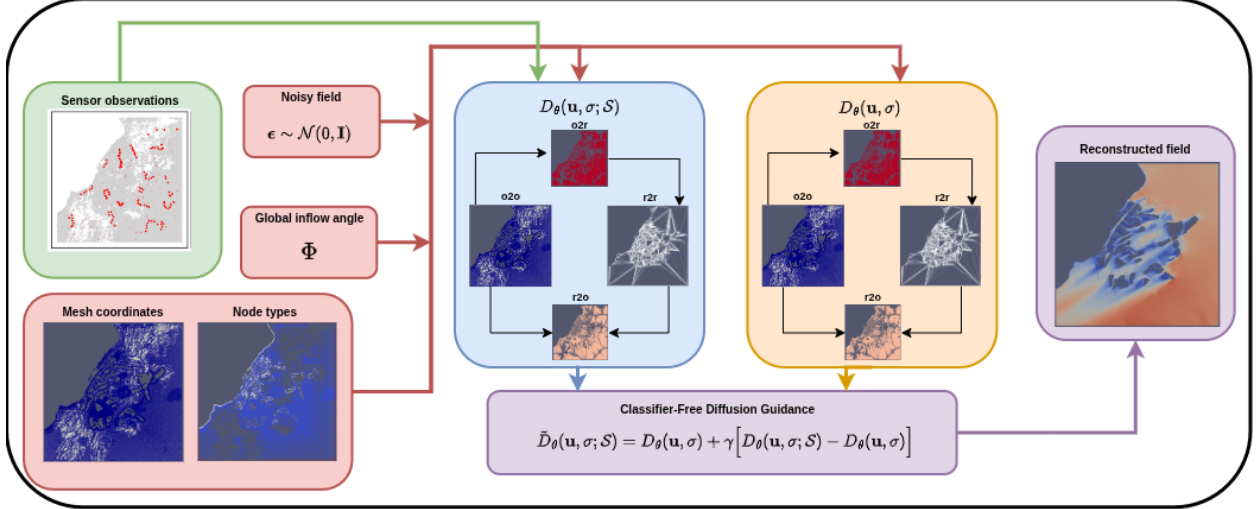 Sensor observations
Noisy field
ϵ ∼ 𝒩(0, I)
Global inflow angle
Φ
Mesh coordinates
Node types
D_θ(u, σ; 𝒮)
o2r
o2o
r2r
r2o
D_θ(u, σ)
o2r
o2o
r2r
r2o
Reconstructed field
Classifier-Free Diffusion Guidance
D̃_θ(u, σ; 𝒮) = D_θ(u, σ) + γ[D_θ(u, σ; 𝒮) − D_θ(u, σ)]